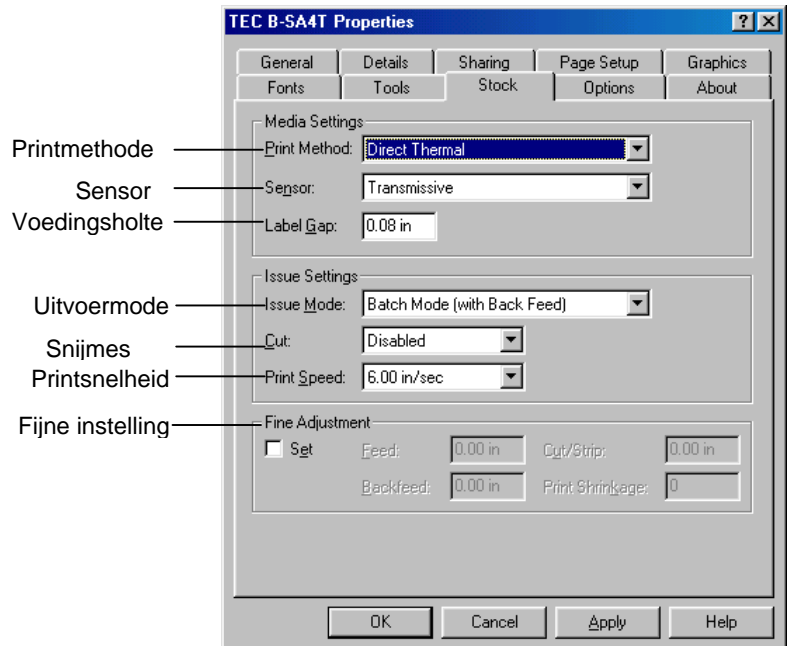 TEC B-SA4T Properties
General Details Sharing Page Setup Graphics
Fonts Tools Stock Options About
Media Settings
Printmethode Print Method: Direct Thermal
Sensor Sensor: Transmissive
Voedingsholte Label Gap: 0.08 in
Issue Settings
Uitvoermode Issue Mode: Batch Mode (with Back Feed)
Snijmes Cut: Disabled
Printsnelheid Print Speed: 6.00 in/sec
Fijne instelling Fine Adjustment
Set Feed: 0.00 in Cut/Strip: 0.00 in
Backfeed: 0.00 in Print Shrinkage: 0
OK Cancel Apply Help